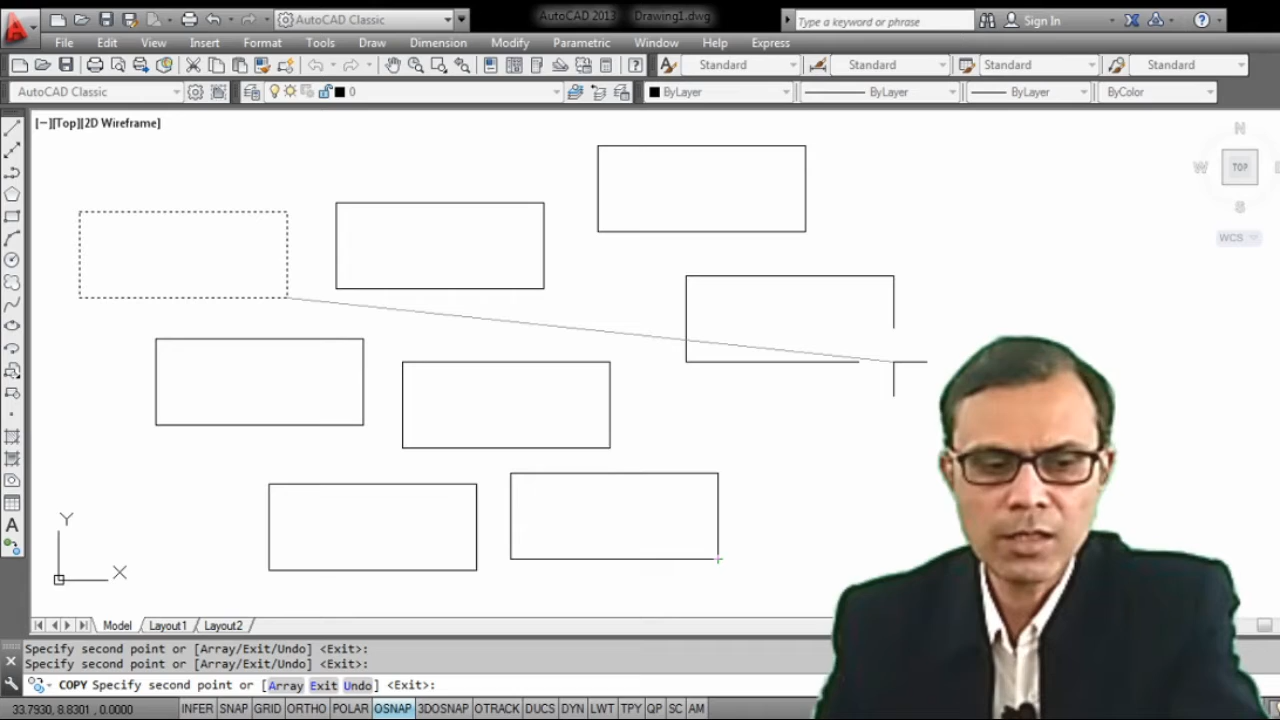 AutoCAD Classic
AutoCAD 2013 Drawing1.dwg
Type a keyword or phrase
Sign In
File Edit View Insert Format Tools Draw Dimension Modify Parametric Window Help Express
Standard Standard Standard Standard
AutoCAD Classic 0 ByLayer ByLayer ByLayer ByColor
[−][Top][2D Wireframe]
N
W TOP
S
WCS
Y
X
A
Model Layout1 Layout2
Specify second point or [Array/Exit/Undo] <Exit>:
Specify second point or [Array/Exit/Undo] <Exit>:
COPY Specify second point or [Array Exit Undo] <Exit>:
33.7930, 8.8301 , 0.0000 INFER SNAP GRID ORTHO POLAR OSNAP 3DOSNAP OTRACK DUCS DYN LWT TPY QP SC AM